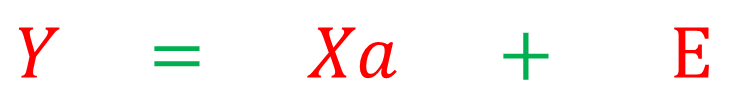 Y = Xa + E